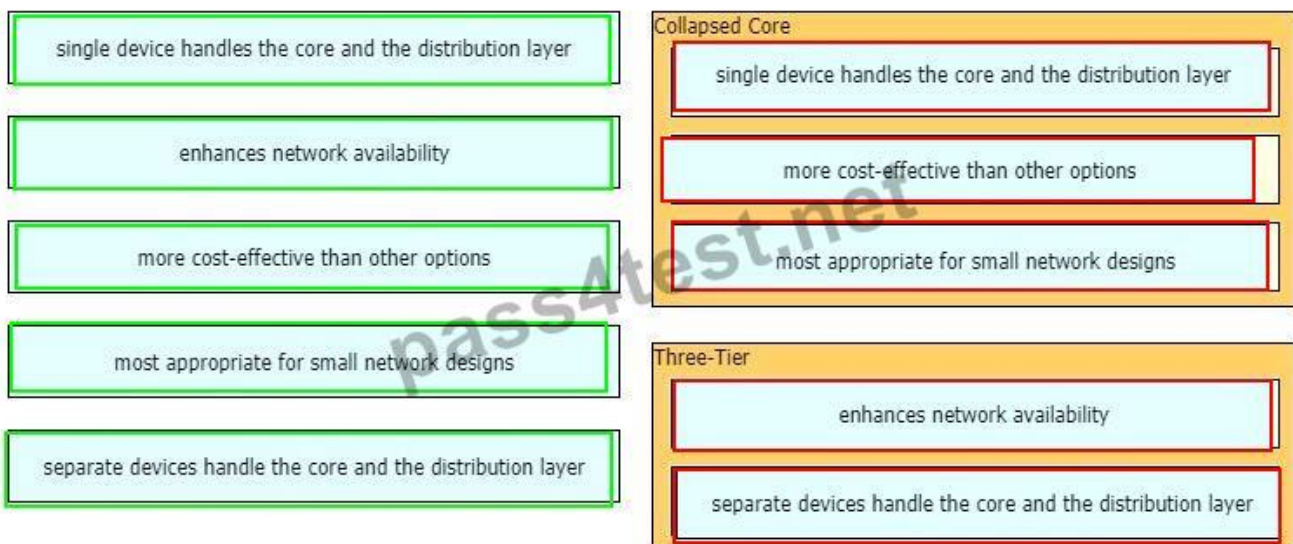 single device handles the core and the distribution layer
enhances network availability
more cost-effective than other options
most appropriate for small network designs
separate devices handle the core and the distribution layer
Collapsed Core
single device handles the core and the distribution layer
more cost-effective than other options
most appropriate for small network designs
Three-Tier
enhances network availability
separate devices handle the core and the distribution layer
pass4test.net